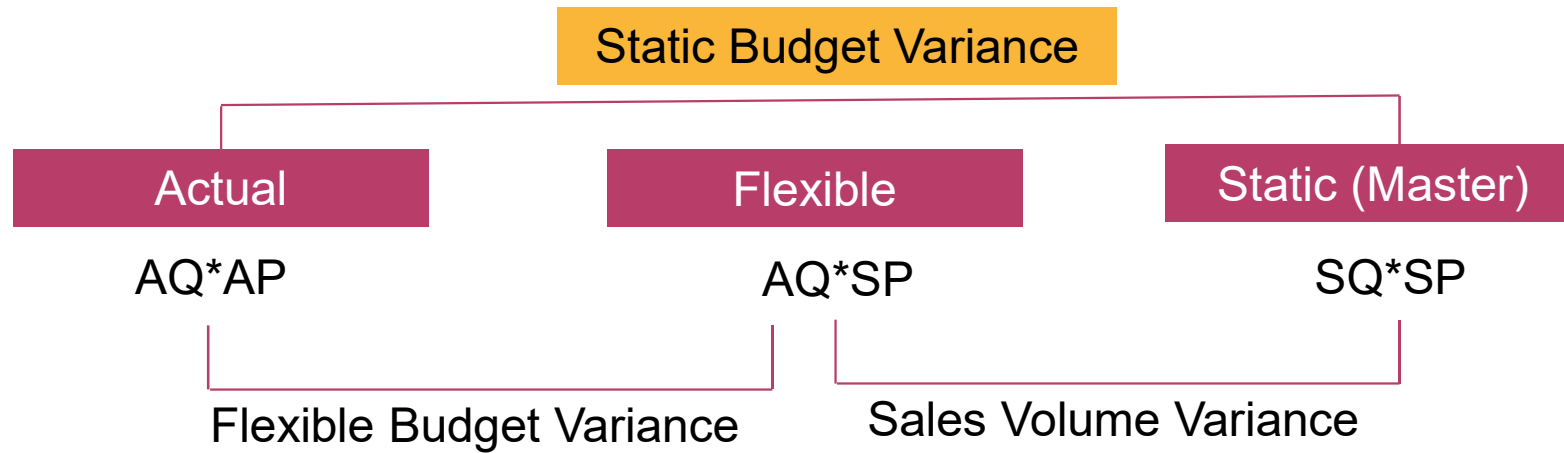 Static Budget Variance
Actual
Flexible
Static (Master)
AQ*AP
AQ*SP
SQ*SP
Flexible Budget Variance
Sales Volume Variance